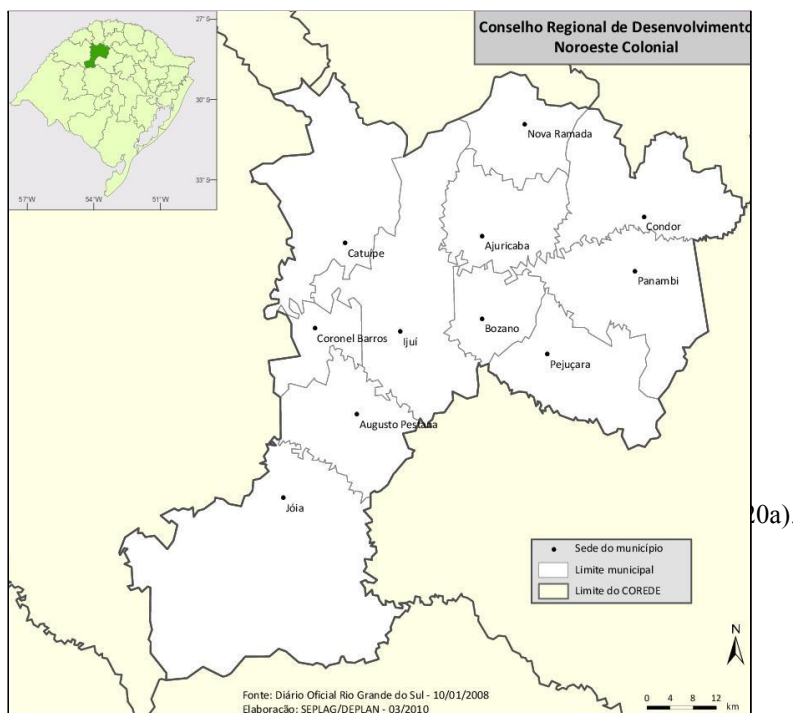 Conselho Regional de Desenvolvimento
Noroeste Colonial
27° S
30° S
33° S
57°W
54°W
51°W
Nova Ramada
Condor
Ajuricaba
Catuípe
Panambi
Bozano
Coronel Barros
Ijuí
Pejuçara
Augusto Pestana
Jóia
20a).
Sede do município
Limite municipal
Limite do COREDE
N
Fonte: Diário Oficial Rio Grande do Sul - 10/01/2008
Elaboração: SEPLAG/DEPLAN - 03/2010
0 4 8 12
km